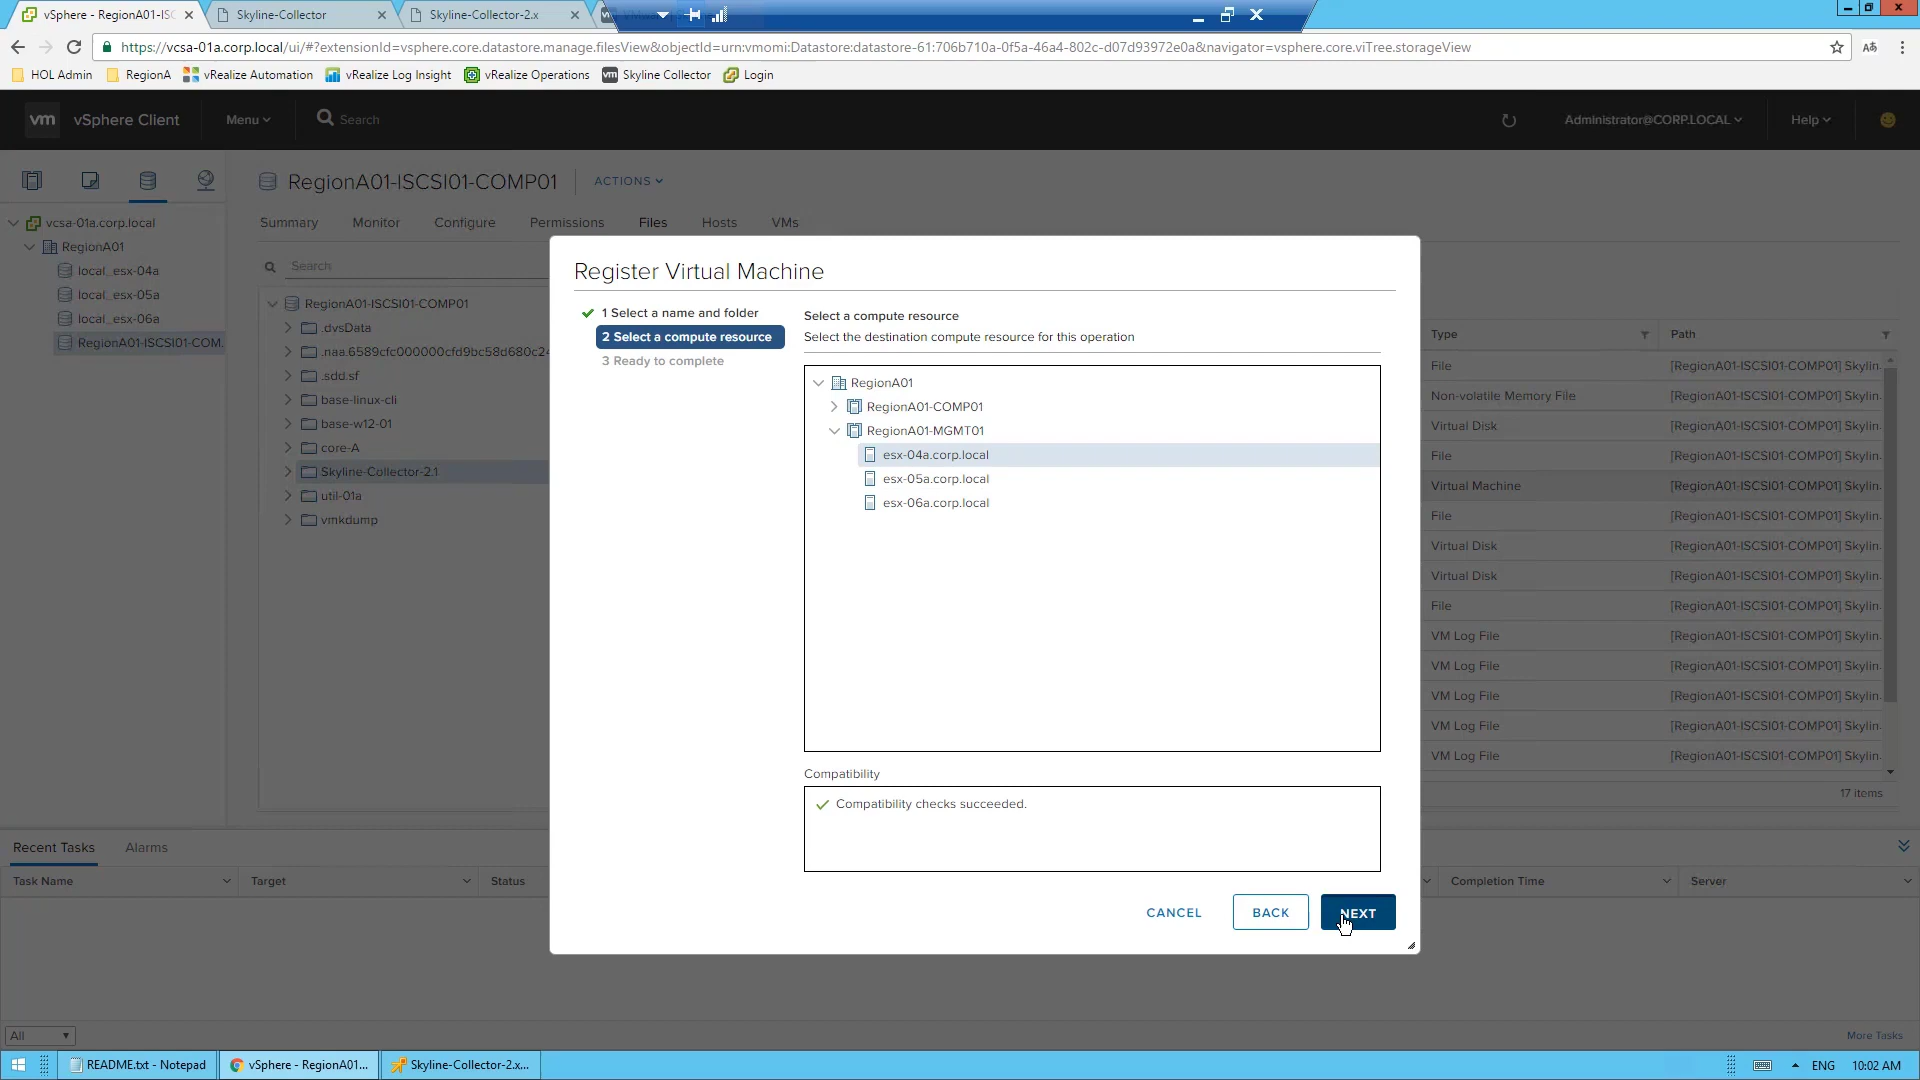 vSphere - RegionA01-ISC
Skyline-Collector
Skyline-Collector-2.x
https://vcsa-01a.corp.local/ui/#?extensionId=vsphere.core.datastore.manage.filesView&objectId=urn:vmomi:Datastore:datastore-61:706b710a-0f5a-46a4-802c-d07d93972e0a&navigator=vsphere.core.viTree.storageView
HOL Admin
RegionA
vRealize Automation
vRealize Log Insight
vRealize Operations
vm Skyline Collector
Login
vm vSphere Client
Menu
Search
Administrator@CORP.LOCAL
Help
RegionA01-ISCSI01-COMP01
ACTIONS
Summary
Monitor
Configure
Permissions
Files
Hosts
VMs
vcsa-01a.corp.local
RegionA01
local_esx-04a
local_esx-05a
local_esx-06a
RegionA01-ISCSI01-COM.
Search
RegionA01-ISCSI01-COMP01
.dvsData
.naa.6589cfc000000cfd9bc58d680c24
.sdd.sf
base-linux-cli
base-w12-01
core-A
Skyline-Collector-2.1
util-01a
vmkdump
Register Virtual Machine
1 Select a name and folder
2 Select a compute resource
3 Ready to complete
Select a compute resource
Select the destination compute resource for this operation
RegionA01
RegionA01-COMP01
RegionA01-MGMT01
esx-04a.corp.local
esx-05a.corp.local
esx-06a.corp.local
Compatibility
Compatibility checks succeeded.
CANCEL
BACK
NEXT
Type
Path
File
[RegionA01-ISCSI01-COMP01] Skylin.
Non-volatile Memory File
[RegionA01-ISCSI01-COMP01] Skylin.
Virtual Disk
[RegionA01-ISCSI01-COMP01] Skylin.
File
[RegionA01-ISCSI01-COMP01] Skylin.
Virtual Machine
[RegionA01-ISCSI01-COMP01] Skylin.
File
[RegionA01-ISCSI01-COMP01] Skylin.
Virtual Disk
[RegionA01-ISCSI01-COMP01] Skylin.
Virtual Disk
[RegionA01-ISCSI01-COMP01] Skylin.
File
[RegionA01-ISCSI01-COMP01] Skylin.
VM Log File
[RegionA01-ISCSI01-COMP01] Skylin.
VM Log File
[RegionA01-ISCSI01-COMP01] Skylin.
VM Log File
[RegionA01-ISCSI01-COMP01] Skylin.
VM Log File
[RegionA01-ISCSI01-COMP01] Skylin.
VM Log File
[RegionA01-ISCSI01-COMP01] Skylin.
17 items
Recent Tasks
Alarms
Task Name
Target
Status
Completion Time
Server
All
More Tasks
README.txt - Notepad
vSphere - RegionA01...
Skyline-Collector-2.x...
ENG
10:02 AM